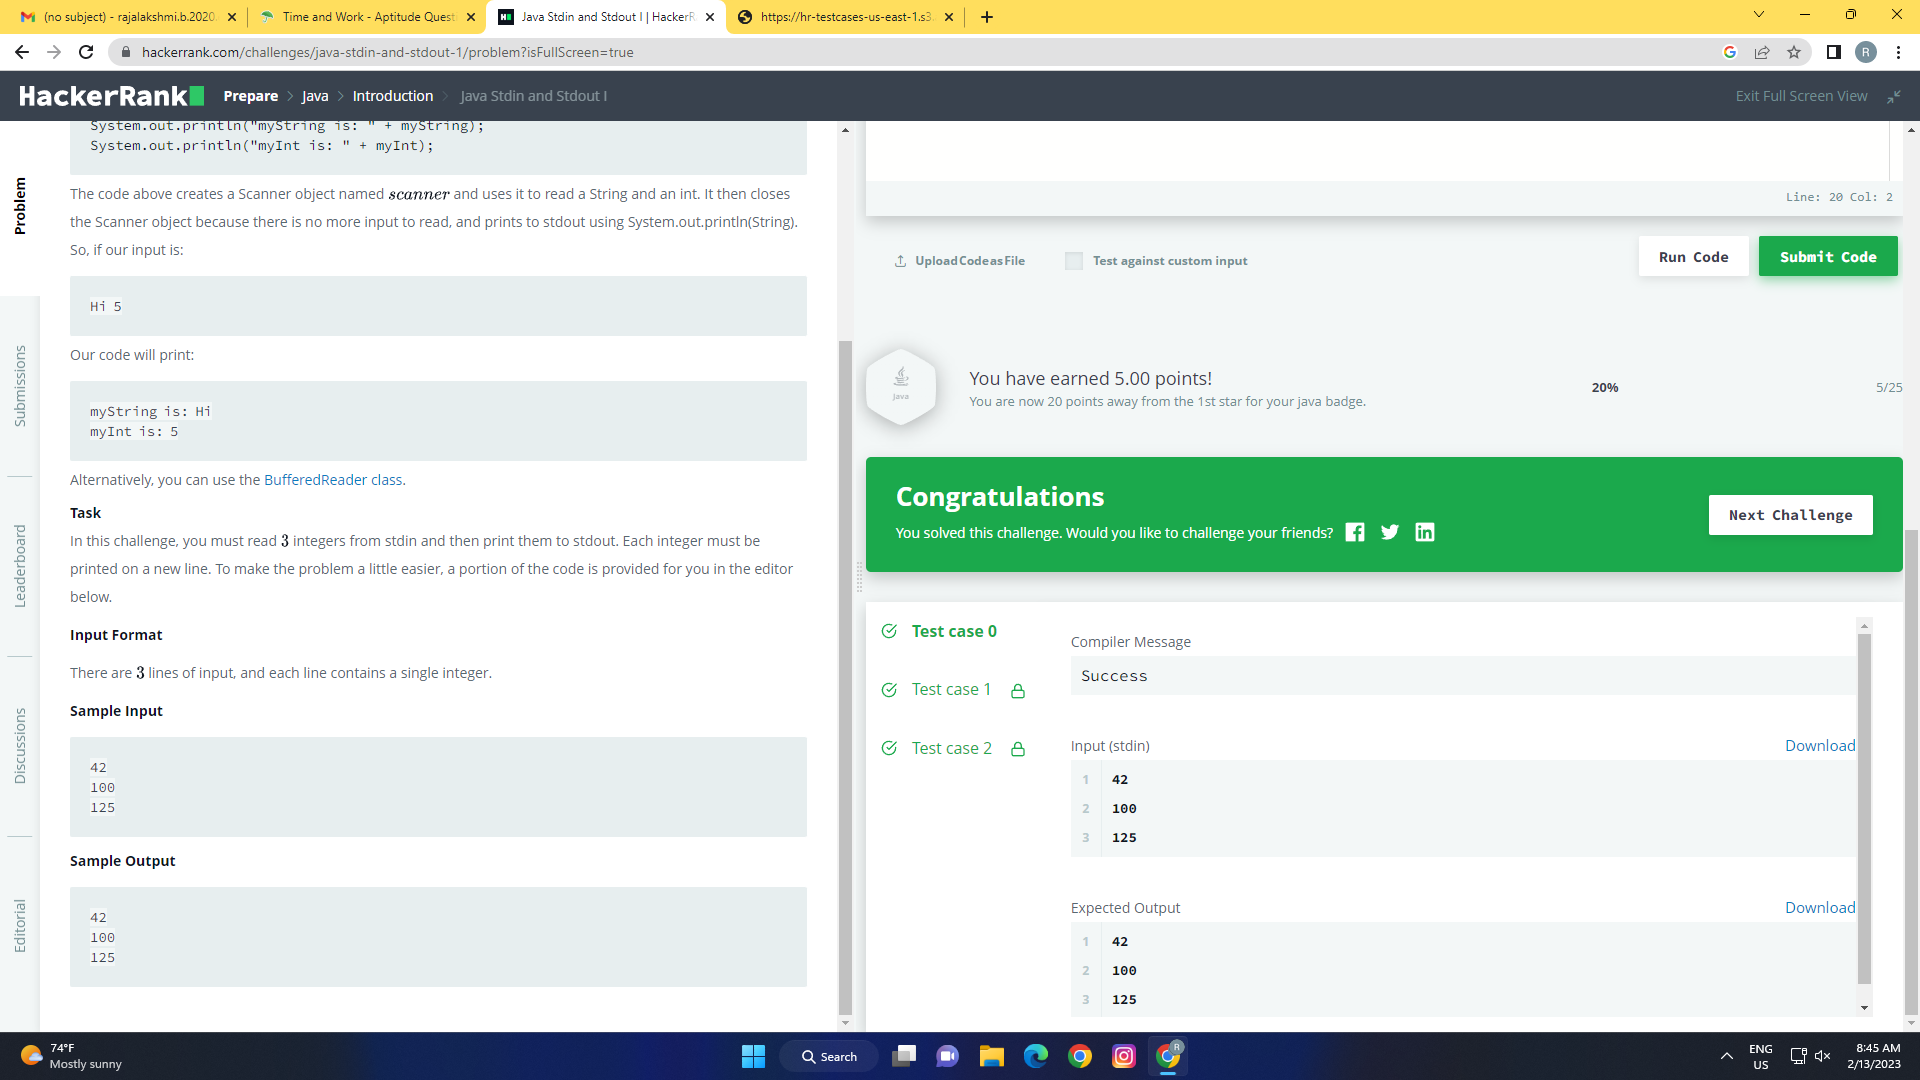 (no subject) - rajalakshmi.b.2020
Time and Work - Aptitude Quest
Java Stdin and Stdout I | HackerR
https://hr-testcases-us-east-1.s3.
hackerrank.com/challenges/java-stdin-and-stdout-1/problem?isFullScreen=true
R
HackerRank
Prepare > Java > Introduction > Java Stdin and Stdout I
Exit Full Screen View
Problem
Submissions
Leaderboard
Discussions
Editorial
System.out.println("myString is: " + myString);
System.out.println("myInt is: " + myInt);
The code above creates a Scanner object named scanner and uses it to read a String and an int. It then closes
the Scanner object because there is no more input to read, and prints to stdout using System.out.println(String).
So, if our input is:
Hi 5
Our code will print:
myString is: Hi
myInt is: 5
Alternatively, you can use the BufferedReader class.
Task
In this challenge, you must read 3 integers from stdin and then print them to stdout. Each integer must be
printed on a new line. To make the problem a little easier, a portion of the code is provided for you in the editor
below.
Input Format
There are 3 lines of input, and each line contains a single integer.
Sample Input
42
100
125
Sample Output
42
100
125
Line: 20 Col: 2
Upload Code as File
Test against custom input
Run Code
Submit Code
Java
You have earned 5.00 points!
You are now 20 points away from the 1st star for your java badge.
20%
5/25
Congratulations
You solved this challenge. Would you like to challenge your friends?
Next Challenge
Test case 0
Test case 1
Test case 2
Compiler Message
Success
Input (stdin)
Download
1 42
2 100
3 125
Expected Output
Download
1 42
2 100
3 125
74°F
Mostly sunny
Search
R
ENG
US
8:45 AM
2/13/2023